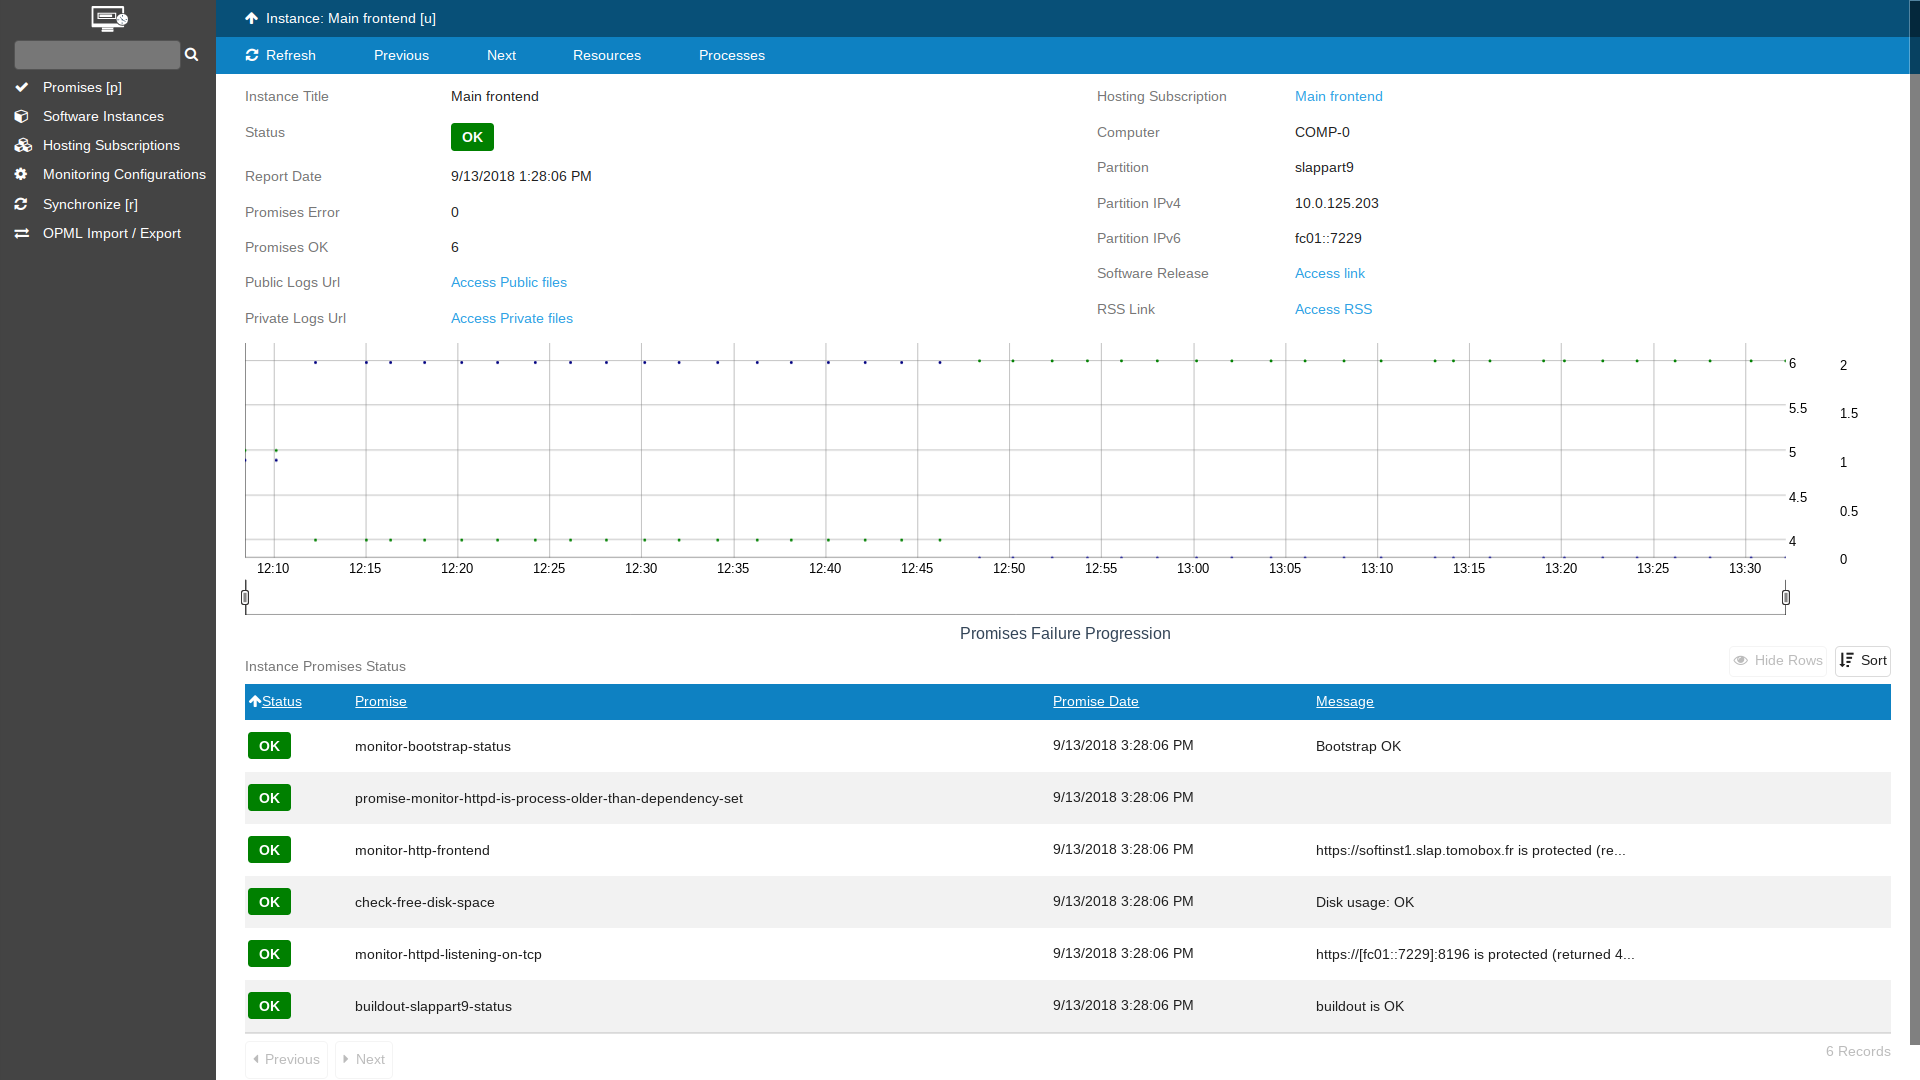 Instance: Main frontend [u]
Refresh Previous Next Resources Processes
Promises [p]
Software Instances
Hosting Subscriptions
Monitoring Configurations
Synchronize [r]
OPML Import / Export
Instance Title Main frontend
Status OK
Report Date 9/13/2018 1:28:06 PM
Promises Error 0
Promises OK 6
Public Logs Url Access Public files
Private Logs Url Access Private files
Hosting Subscription Main frontend
Computer COMP-0
Partition slappart9
Partition IPv4 10.0.125.203
Partition IPv6 fc01::7229
Software Release Access link
RSS Link Access RSS
6 2
5.5 1.5
5 1
4.5 0.5
4 0
12:10 12:15 12:20 12:25 12:30 12:35 12:40 12:45 12:50 12:55 13:00 13:05 13:10 13:15 13:20 13:25 13:30
Promises Failure Progression
Instance Promises Status Hide Rows Sort
Status Promise Promise Date Message
OK monitor-bootstrap-status 9/13/2018 3:28:06 PM Bootstrap OK
OK promise-monitor-httpd-is-process-older-than-dependency-set 9/13/2018 3:28:06 PM
OK monitor-http-frontend 9/13/2018 3:28:06 PM https://softinst1.slap.tomobox.fr is protected (re...
OK check-free-disk-space 9/13/2018 3:28:06 PM Disk usage: OK
OK monitor-httpd-listening-on-tcp 9/13/2018 3:28:06 PM https://[fc01::7229]:8196 is protected (returned 4...
OK buildout-slappart9-status 9/13/2018 3:28:06 PM buildout is OK
Previous Next 6 Records